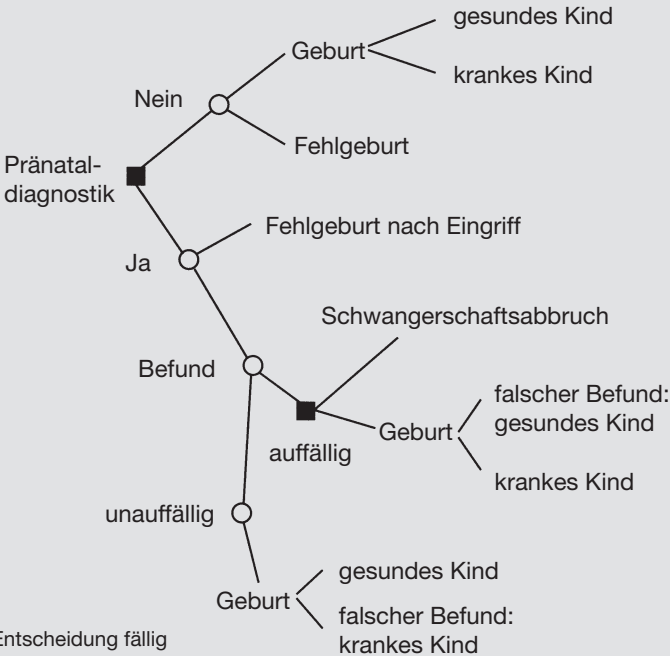 gesundes Kind
Geburt
krankes Kind
Nein
Fehlgeburt
Pränatal-
diagnostik
Fehlgeburt nach Eingriff
Ja
Schwangerschaftsabbruch
Befund
falscher Befund:
gesundes Kind
Geburt
auffällig
krankes Kind
unauffällig
gesundes Kind
Geburt
falscher Befund:
krankes Kind
Entscheidung fällig